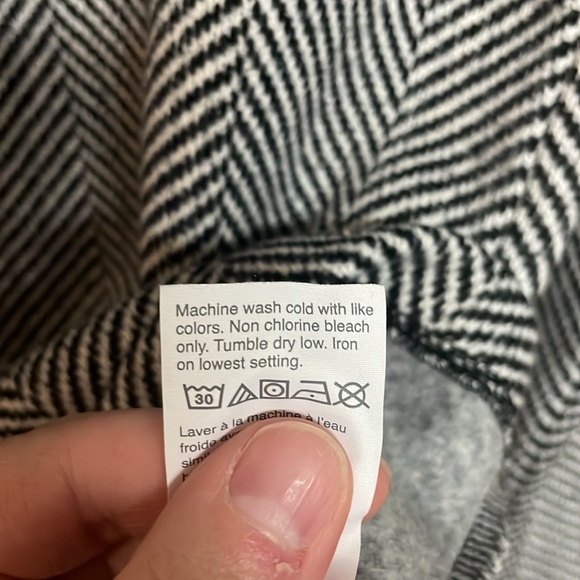 Machine wash cold with like
colors. Non chlorine bleach
only. Tumble dry low. Iron
on lowest setting.
30
Laver à la machine à l'eau
froide